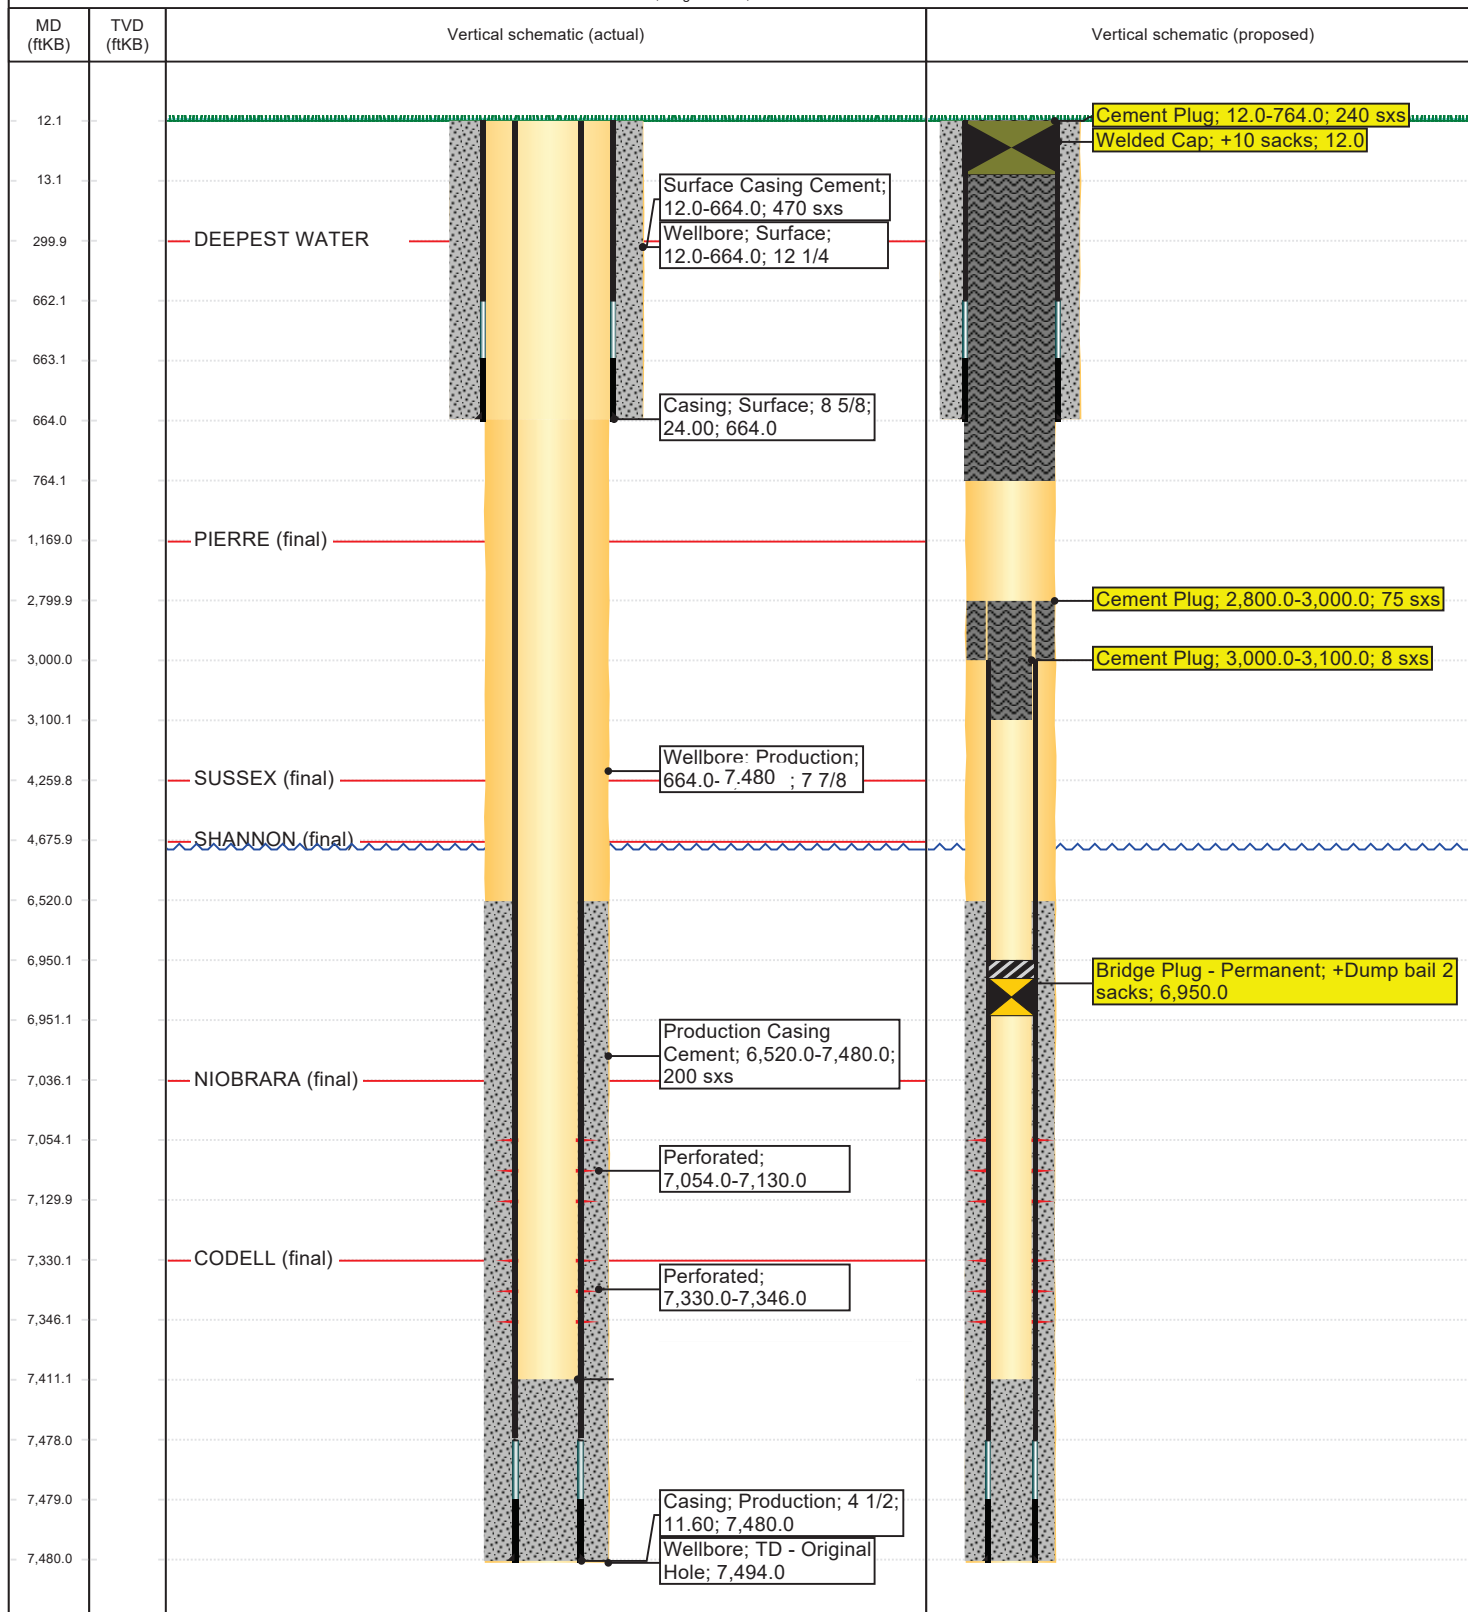 MD
(ftKB)
TVD
(ftKB)
Vertical schematic (actual)
Vertical schematic (proposed)
12.1
13.1
299.9
662.1
663.1
664.0
764.1
1,169.0
2,799.9
3,000.0
3,100.1
4,259.8
4,675.9
6,520.0
6,950.1
6,951.1
7,036.1
7,054.1
7,129.9
7,330.1
7,346.1
7,411.1
7,478.0
7,479.0
7,480.0
DEEPEST WATER
PIERRE (final)
SUSSEX (final)
SHANNON (final)
NIOBRARA (final)
CODELL (final)
Surface Casing Cement;
12.0-664.0; 470 sxs
Wellbore; Surface;
12.0-664.0; 12 1/4
Casing; Surface; 8 5/8;
24.00; 664.0
Wellbore; Production;
664.0- 7,480 ; 7 7/8
Production Casing
Cement; 6,520.0-7,480.0;
200 sxs
Perforated;
7,054.0-7,130.0
Perforated;
7,330.0-7,346.0
Casing; Production; 4 1/2;
11.60; 7,480.0
Wellbore; TD - Original
Hole; 7,494.0
Cement Plug; 12.0-764.0; 240 sxs
Welded Cap; +10 sacks; 12.0
Cement Plug; 2,800.0-3,000.0; 75 sxs
Cement Plug; 3,000.0-3,100.0; 8 sxs
Bridge Plug - Permanent; +Dump bail 2
sacks; 6,950.0